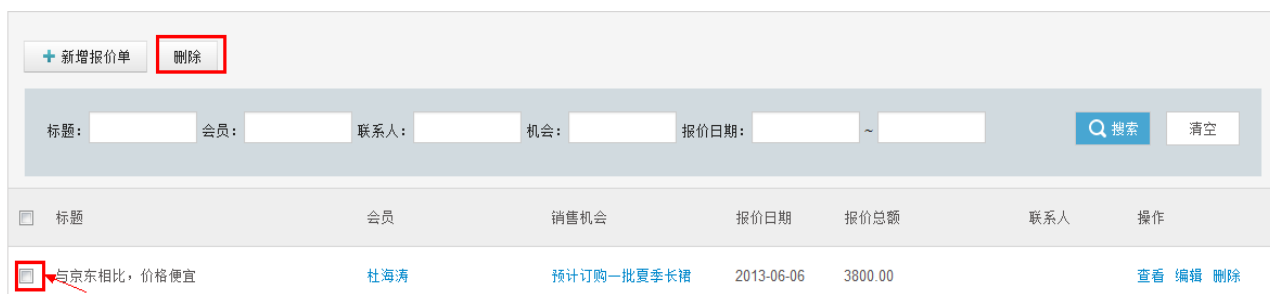 新增报价单 删除
标题: 会员: 联系人: 机会: 报价日期: ~ 搜索 清空
标题 会员 销售机会 报价日期 报价总额 联系人 操作
与京东相比，价格便宜 杜海涛 预计订购一批夏季长裙 2013-06-06 3800.00 查看 编辑 删除